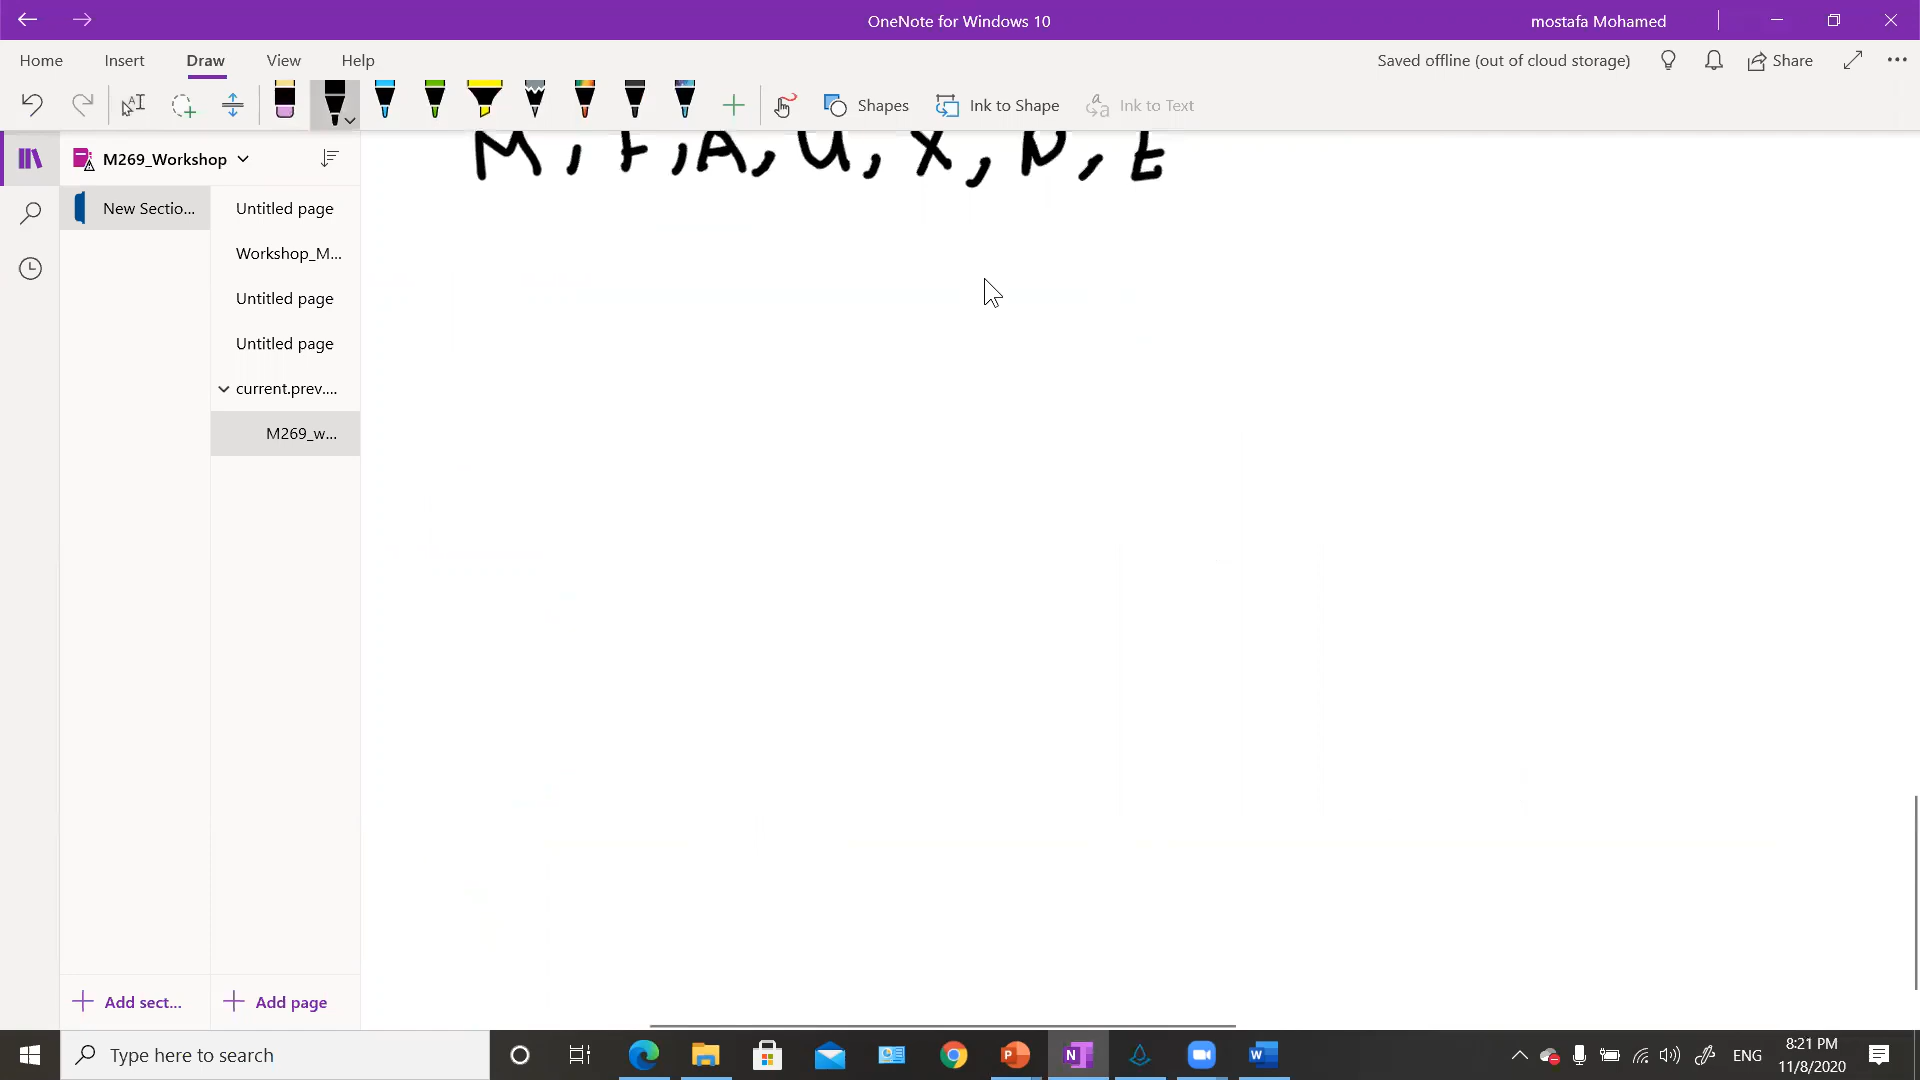 OneNote for Windows 10
mostafa Mohamed
Home
Insert
Draw
View
Help
Saved offline (out of cloud storage)
Share
Shapes
Ink to Shape
Ink to Text
M269_Workshop
New Sectio...
Untitled page
Workshop_M...
Untitled page
Untitled page
current.prev....
M269_w...
M, F, A, U, X, N, E
Add sect...
Add page
Type here to search
ENG
8:21 PM
11/8/2020